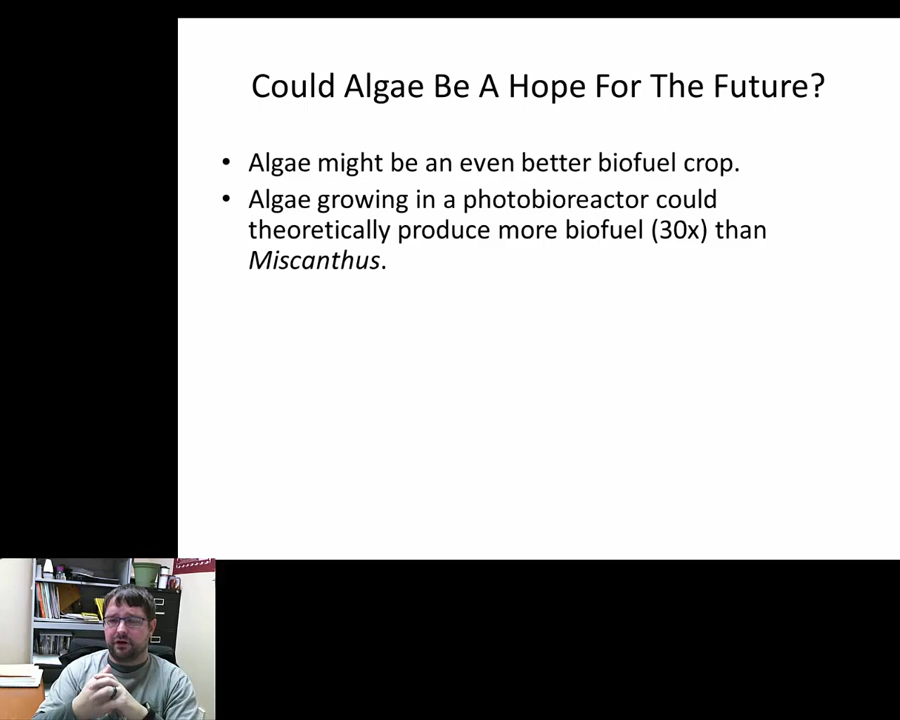 Could Algae Be A Hope For The Future?
• Algae might be an even better biofuel crop.
• Algae growing in a photobioreactor could
theoretically produce more biofuel (30x) than
Miscanthus.